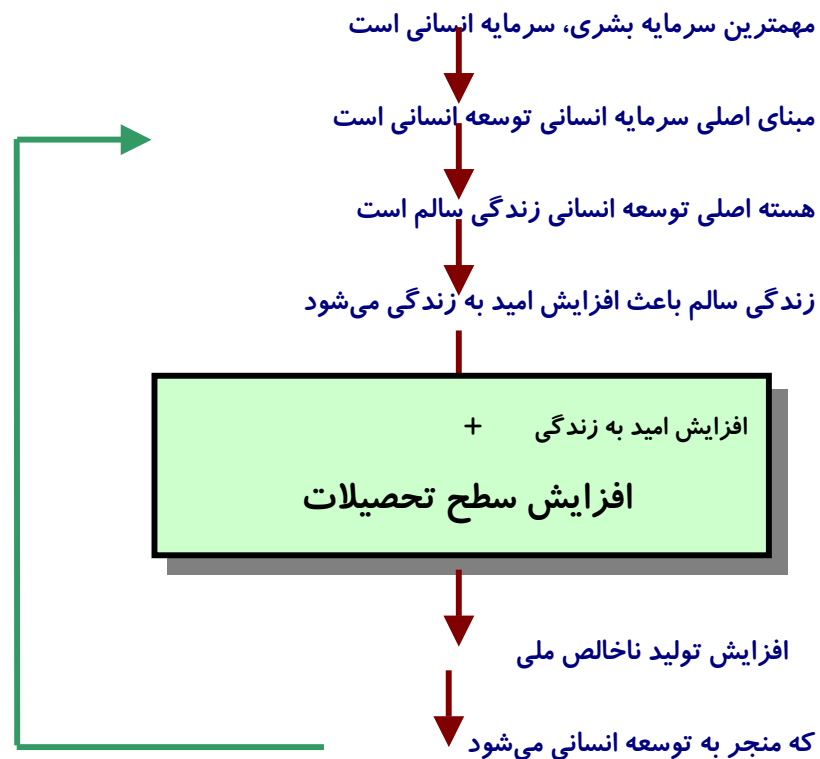 مهمترین سرمایه بشری، سرمایه انسانی است
مبنای اصلی سرمایه انسانی توسعه انسانی است
هسته اصلی توسعه انسانی زندگی سالم است
زندگی سالم باعث افزایش امید به زندگی می‌شود
افزایش امید به زندگی +
افزایش سطح تحصیلات
افزایش تولید ناخالص ملی
که منجر به توسعه انسانی می‌شود